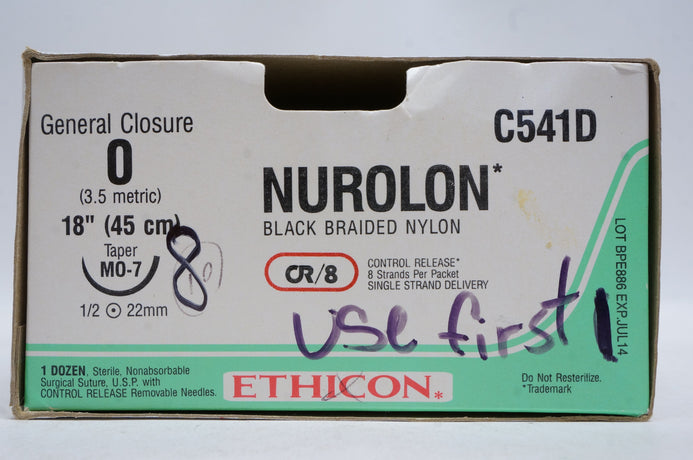 General Closure
0
(3.5 metric)
18" (45 cm)
Taper
MO-7
1/2 ⊙ 22mm
8
C541D
NUROLON*
BLACK BRAIDED NYLON
CR/8
CONTROL RELEASE*
8 Strands Per Packet
SINGLE STRAND DELIVERY
use first
LOT BPE886 EXP.JUL14
1 DOZEN, Sterile, Nonabsorbable
Surgical Suture, U.S.P. with
CONTROL RELEASE Removable Needles.
ETHICON*
Do Not Resterilize.
*Trademark